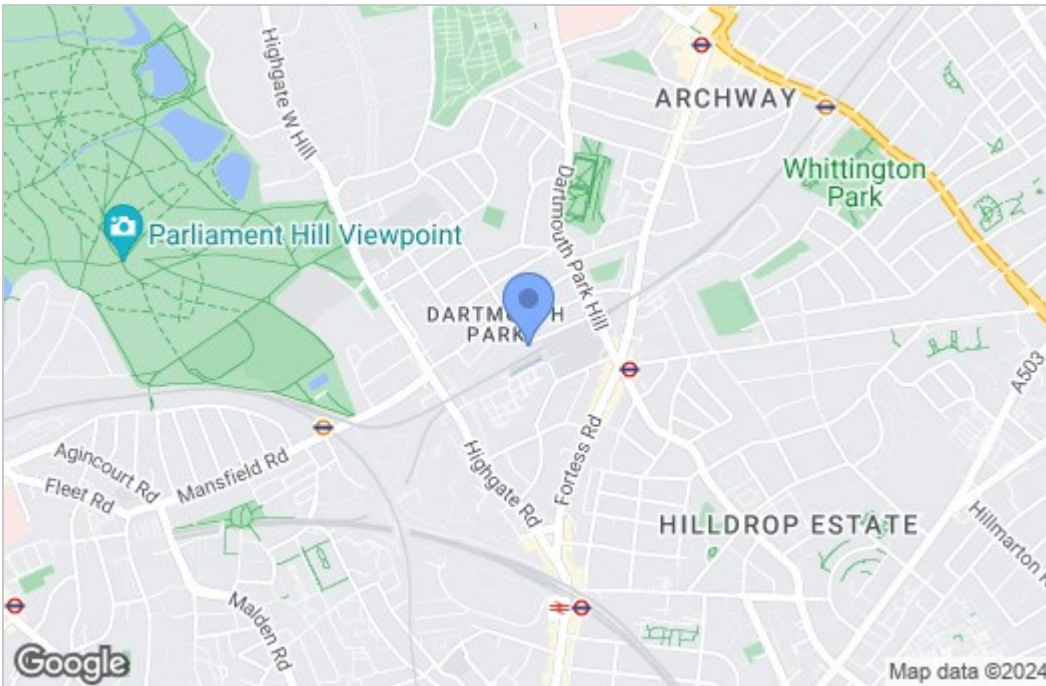 Highgate W Hill
ARCHWAY
Whittington
Park
Dartmouth Park Hill
Parliament Hill Viewpoint
DARTMOUTH
PARK
A503
Agincourt Rd
Fleet Rd
Mansfield Rd
Highgate Rd
Fortess Rd
HILLDROP ESTATE
Hillmarton
Malden Rd
Google
Map data ©2024